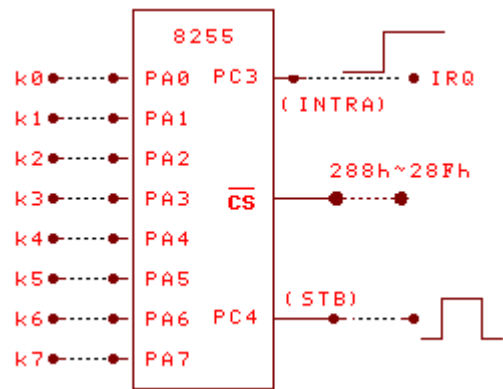 8255
k0 PA0 PC3 IRQ
(INTRA)
k1 PA1
k2 PA2 288h~28Fh
k3 PA3 CS
k4 PA4
k5 PA5
(STB)
k6 PA6 PC4
k7 PA7